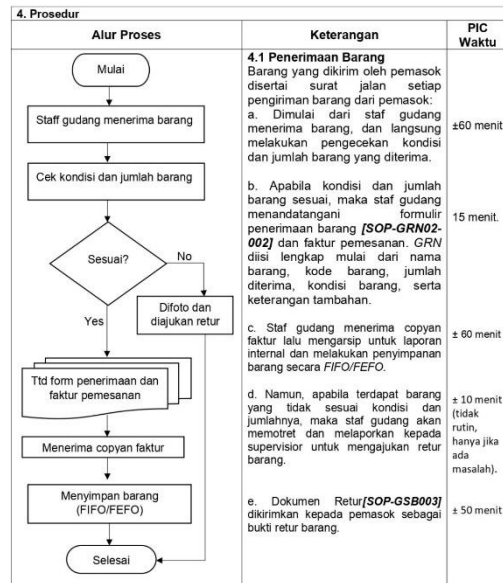 4. Prosedur
Alur Proses
Keterangan
PIC
Waktu
Mulai
Staff gudang menerima barang
Cek kondisi dan jumlah barang
Sesuai?
No
Yes
Difoto dan
diajukan retur
Ttd form penerimaan dan
faktur pemesanan
Menerima copyan faktur
Menyimpan barang
(FIFO/FEFO)
Selesai
4.1 Penerimaan Barang
Barang yang dikirim oleh pemasok
disertai surat jalan setiap
pengiriman barang dari pemasok:
a. Dimulai dari staf gudang
menerima barang, dan langsung
melakukan pengecekan kondisi
dan jumlah barang yang diterima.
b. Apabila kondisi dan jumlah
barang sesuai, maka staf gudang
menandatangani formulir
penerimaan barang [SOP-GRN02-
002] dan faktur pemesanan. GRN
diisi lengkap mulai dari nama
barang, kode barang, jumlah
diterima, kondisi barang, serta
keterangan tambahan.
c. Staf gudang menerima copyan
faktur lalu mengarsip untuk laporan
internal dan melakukan penyimpanan
barang secara FIFO/FEFO.
d. Namun, apabila terdapat barang
yang tidak sesuai kondisi dan
jumlahnya, maka staf gudang akan
memotret dan melaporkan kepada
supervisior untuk mengajukan retur
barang.
e. Dokumen Retur[SOP-GSB003]
dikirimkan kepada pemasok sebagai
bukti retur barang.
±60 menit
15 menit.
± 60 menit
± 10 menit
(tidak
rutin,
hanya jika
ada
masalah).
± 50 menit